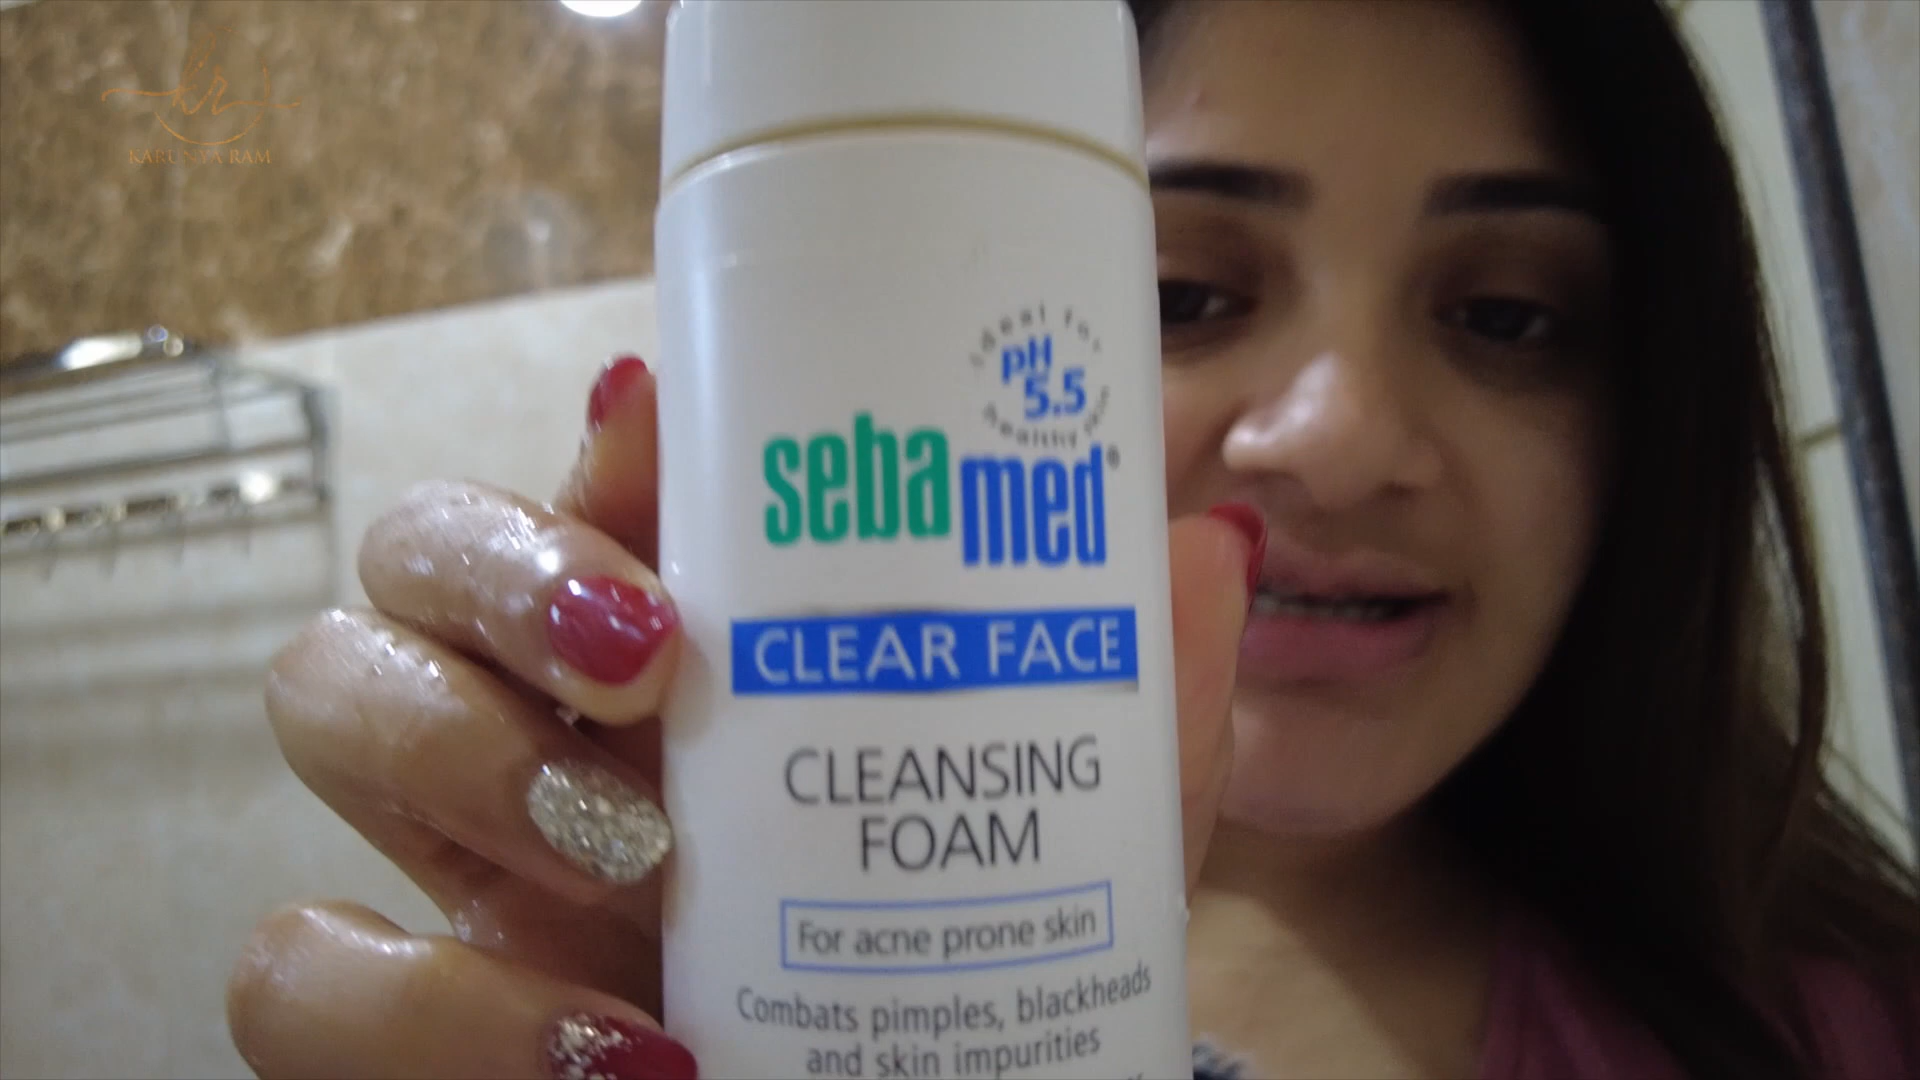 kr
KARUNYA RAM
ideal for
pH
5.5
healthy skin
sebamed®
CLEAR FACE
CLEANSING
FOAM
For acne prone skin
Combats pimples, blackheads
and skin impurities